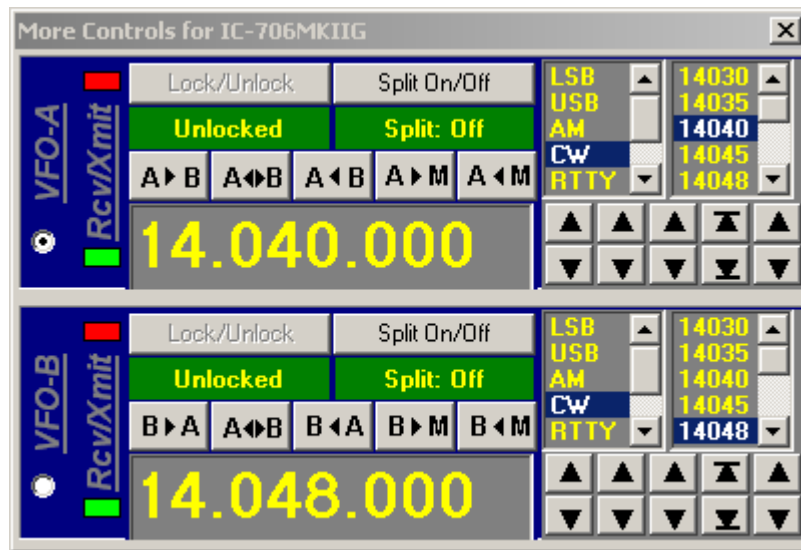 More Controls for IC-706MKIIG
VFO-A
Rcv/Xmit
Lock/Unlock Split On/Off
Unlocked Split: Off
A▶B A◀▶B A◀B A▶M A◀M
14.040.000
LSB
USB
AM
CW
RTTY
14030
14035
14040
14045
14048
VFO-B
Rcv/Xmit
Lock/Unlock Split On/Off
Unlocked Split: Off
B▶A A◀▶B B◀A B▶M B◀M
14.048.000
LSB
USB
AM
CW
RTTY
14030
14035
14040
14045
14048